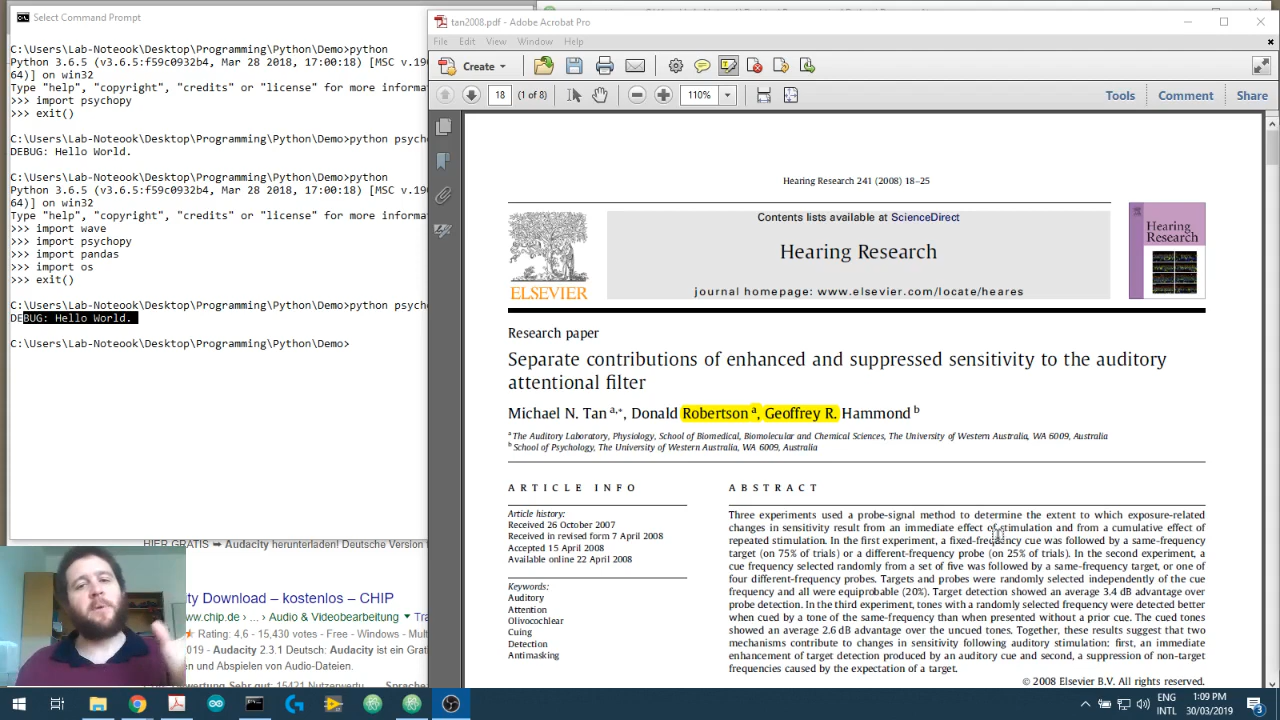 Select Command Prompt
C:\Users\Lab-Noteook\Desktop\Programming\Python\Demo>python
Python 3.6.5 (v3.6.5:f59c0932b4, Mar 28 2018, 17:00:18) [MSC v.190
64)] on win32
Type "help", "copyright", "credits" or "license" for more informa
>>> import psychopy
>>> exit()
C:\Users\Lab-Noteook\Desktop\Programming\Python\Demo>python psycho
DEBUG: Hello World.
C:\Users\Lab-Noteook\Desktop\Programming\Python\Demo>python
Python 3.6.5 (v3.6.5:f59c0932b4, Mar 28 2018, 17:00:18) [MSC v.190
64)] on win32
Type "help", "copyright", "credits" or "license" for more informa
>>> import wave
>>> import psychopy
>>> import pandas
>>> import os
>>> exit()
C:\Users\Lab-Noteook\Desktop\Programming\Python\Demo>python psycho
DEBUG: Hello World.
C:\Users\Lab-Noteook\Desktop\Programming\Python\Demo>
HIER GRATIS ➡ Audacity herunterladen! Deutsche Version f
ty Download – kostenlos – CHIP
www.chip.de › ... › Audio & Videobearbeitung ▾ Tra
Rating: 4,6 - 15,430 votes - Free - Windows - Mult
2019 - Audacity 2.3.1 Deutsch: Audacity ist ein Grat
en und Abspielen von Audio-Dateien.
tan2008.pdf - Adobe Acrobat Pro
File Edit View Window Help
Create
18 (1 of 8) 110% Tools Comment Share
Hearing Research 241 (2008) 18–25
Contents lists available at ScienceDirect
Hearing Research
journal homepage: www.elsevier.com/locate/heares
ELSEVIER
Hearing
Research
Research paper
Separate contributions of enhanced and suppressed sensitivity to the auditory
attentional filter
Michael N. Tan a,*, Donald Robertson a, Geoffrey R. Hammond b
a The Auditory Laboratory, Physiology, School of Biomedical, Biomolecular and Chemical Sciences, The University of Western Australia, WA 6009, Australia
b School of Psychology, The University of Western Australia, WA 6009, Australia
ARTICLE INFO
Article history:
Received 26 October 2007
Received in revised form 7 April 2008
Accepted 15 April 2008
Available online 22 April 2008
Keywords:
Auditory
Attention
Olivocochlear
Cuing
Detection
Antimasking
ABSTRACT
Three experiments used a probe-signal method to determine the extent to which exposure-related
changes in sensitivity result from an immediate effect of stimulation and from a cumulative effect of
repeated stimulation. In the first experiment, a fixed-frequency cue was followed by a same-frequency
target (on 75% of trials) or a different-frequency probe (on 25% of trials). In the second experiment, a
cue frequency selected randomly from a set of five was followed by a same-frequency target, or one of
four different-frequency probes. Targets and probes were randomly selected independently of the cue
frequency and all were equiprobable (20%). Target detection showed an average 3.4 dB advantage over
probe detection. In the third experiment, tones with a randomly selected frequency were detected better
when cued by a tone of the same-frequency than when presented without a prior cue. The cued tones
showed an average 2.6 dB advantage over the uncued tones. Together, these results suggest that two
mechanisms contribute to changes in sensitivity following auditory stimulation; first, an immediate
enhancement of target detection produced by an auditory cue and second, a suppression of non-target
frequencies caused by the expectation of a target.
© 2008 Elsevier B.V. All rights reserved.
ENG
INTL
1:09 PM
30/03/2019
3